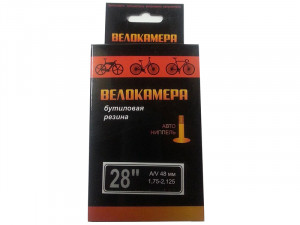 ВЕЛОКАМЕРА
ВЕЛОКАМЕРА
бутиловая
резина
АВТО
НИППЕЛЬ
28"
A/V 48 мм
1,75-2,125